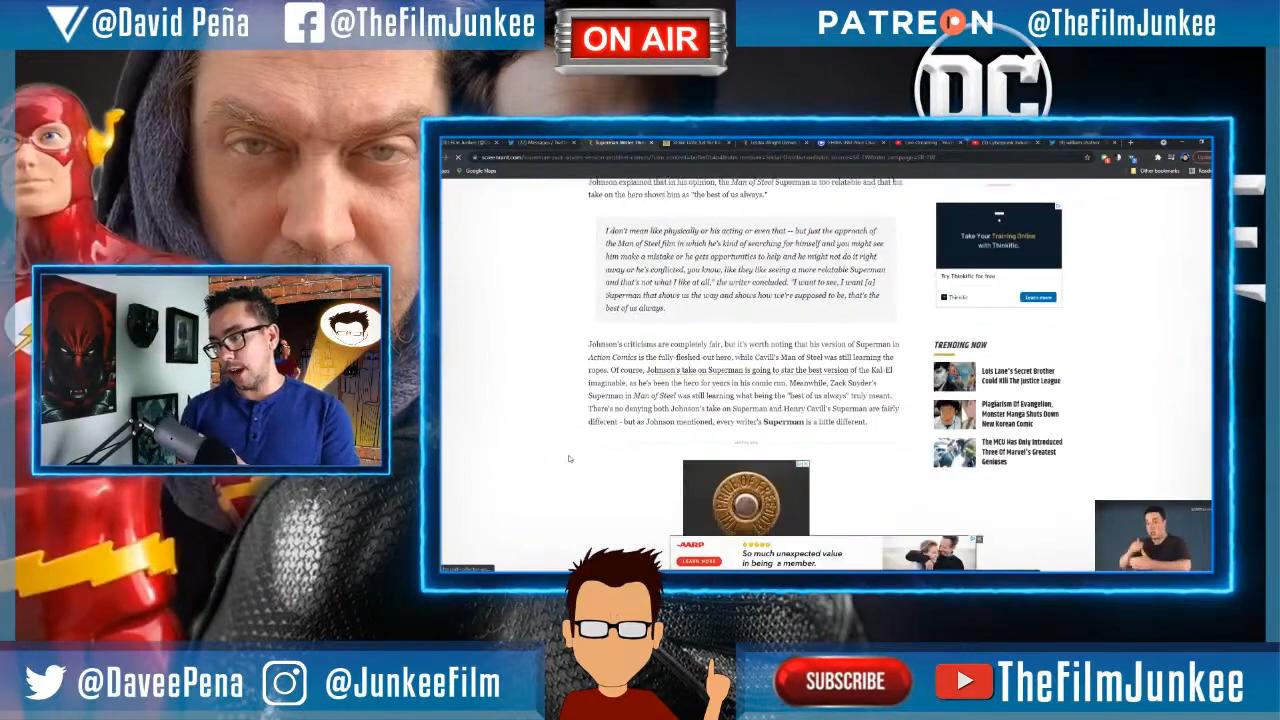 @David Peña
@TheFilmJunkee
ON AIR
PATREON
@TheFilmJunkee
DC
Google Maps
Other bookmarks
Johnson explained that in his opinion, the Man of Steel Superman is too relatable and that his
take on the hero shows him as "the best of us always."
I don't mean like physically or his acting or even that -- but just the approach of
the Man of Steel film in which he's kind of searching for himself and you might see
him make a mistake or he gets opportunities to help and he might not do it right
away or he's conflicted, you know, like they like seeing a more relatable Superman
and that's not what I like at all," the writer concluded. "I want to see, I want [a]
Superman that shows us the way and shows how we're supposed to be, that's the
best of us always.
Johnson's criticisms are completely fair, but it's worth noting that his version of Superman in
Action Comics is the fully-fleshed-out hero, while Cavill's Man of Steel was still learning the
ropes. Of course, Johnson's take on Superman is going to star the best version of the Kal-El
imaginable, as he's been the hero for years in his comic run. Meanwhile, Zack Snyder's
Superman in Man of Steel was still learning what being the "best of us always" truly meant.
There's no denying both Johnson's take on Superman and Henry Cavill's Superman are fairly
different - but as Johnson mentioned, every writer's Superman is a little different.
Take Your Training Online
with Thinkific
Try Thinkific for free
Thinkific
Learn more
TRENDING NOW
Lois Lane's Secret Brother
Could Kill The Justice League
Plagiarism Of Evangelion,
Monster Manga Shuts Down
New Korean Comic
The MCU Has Only Introduced
Three Of Marvel's Greatest
Geniuses
AARP
LEARN MORE
So much unexpected value
in being a member.
@DaveePena
@JunkeeFilm
SUBSCRIBE
TheFilmJunkee